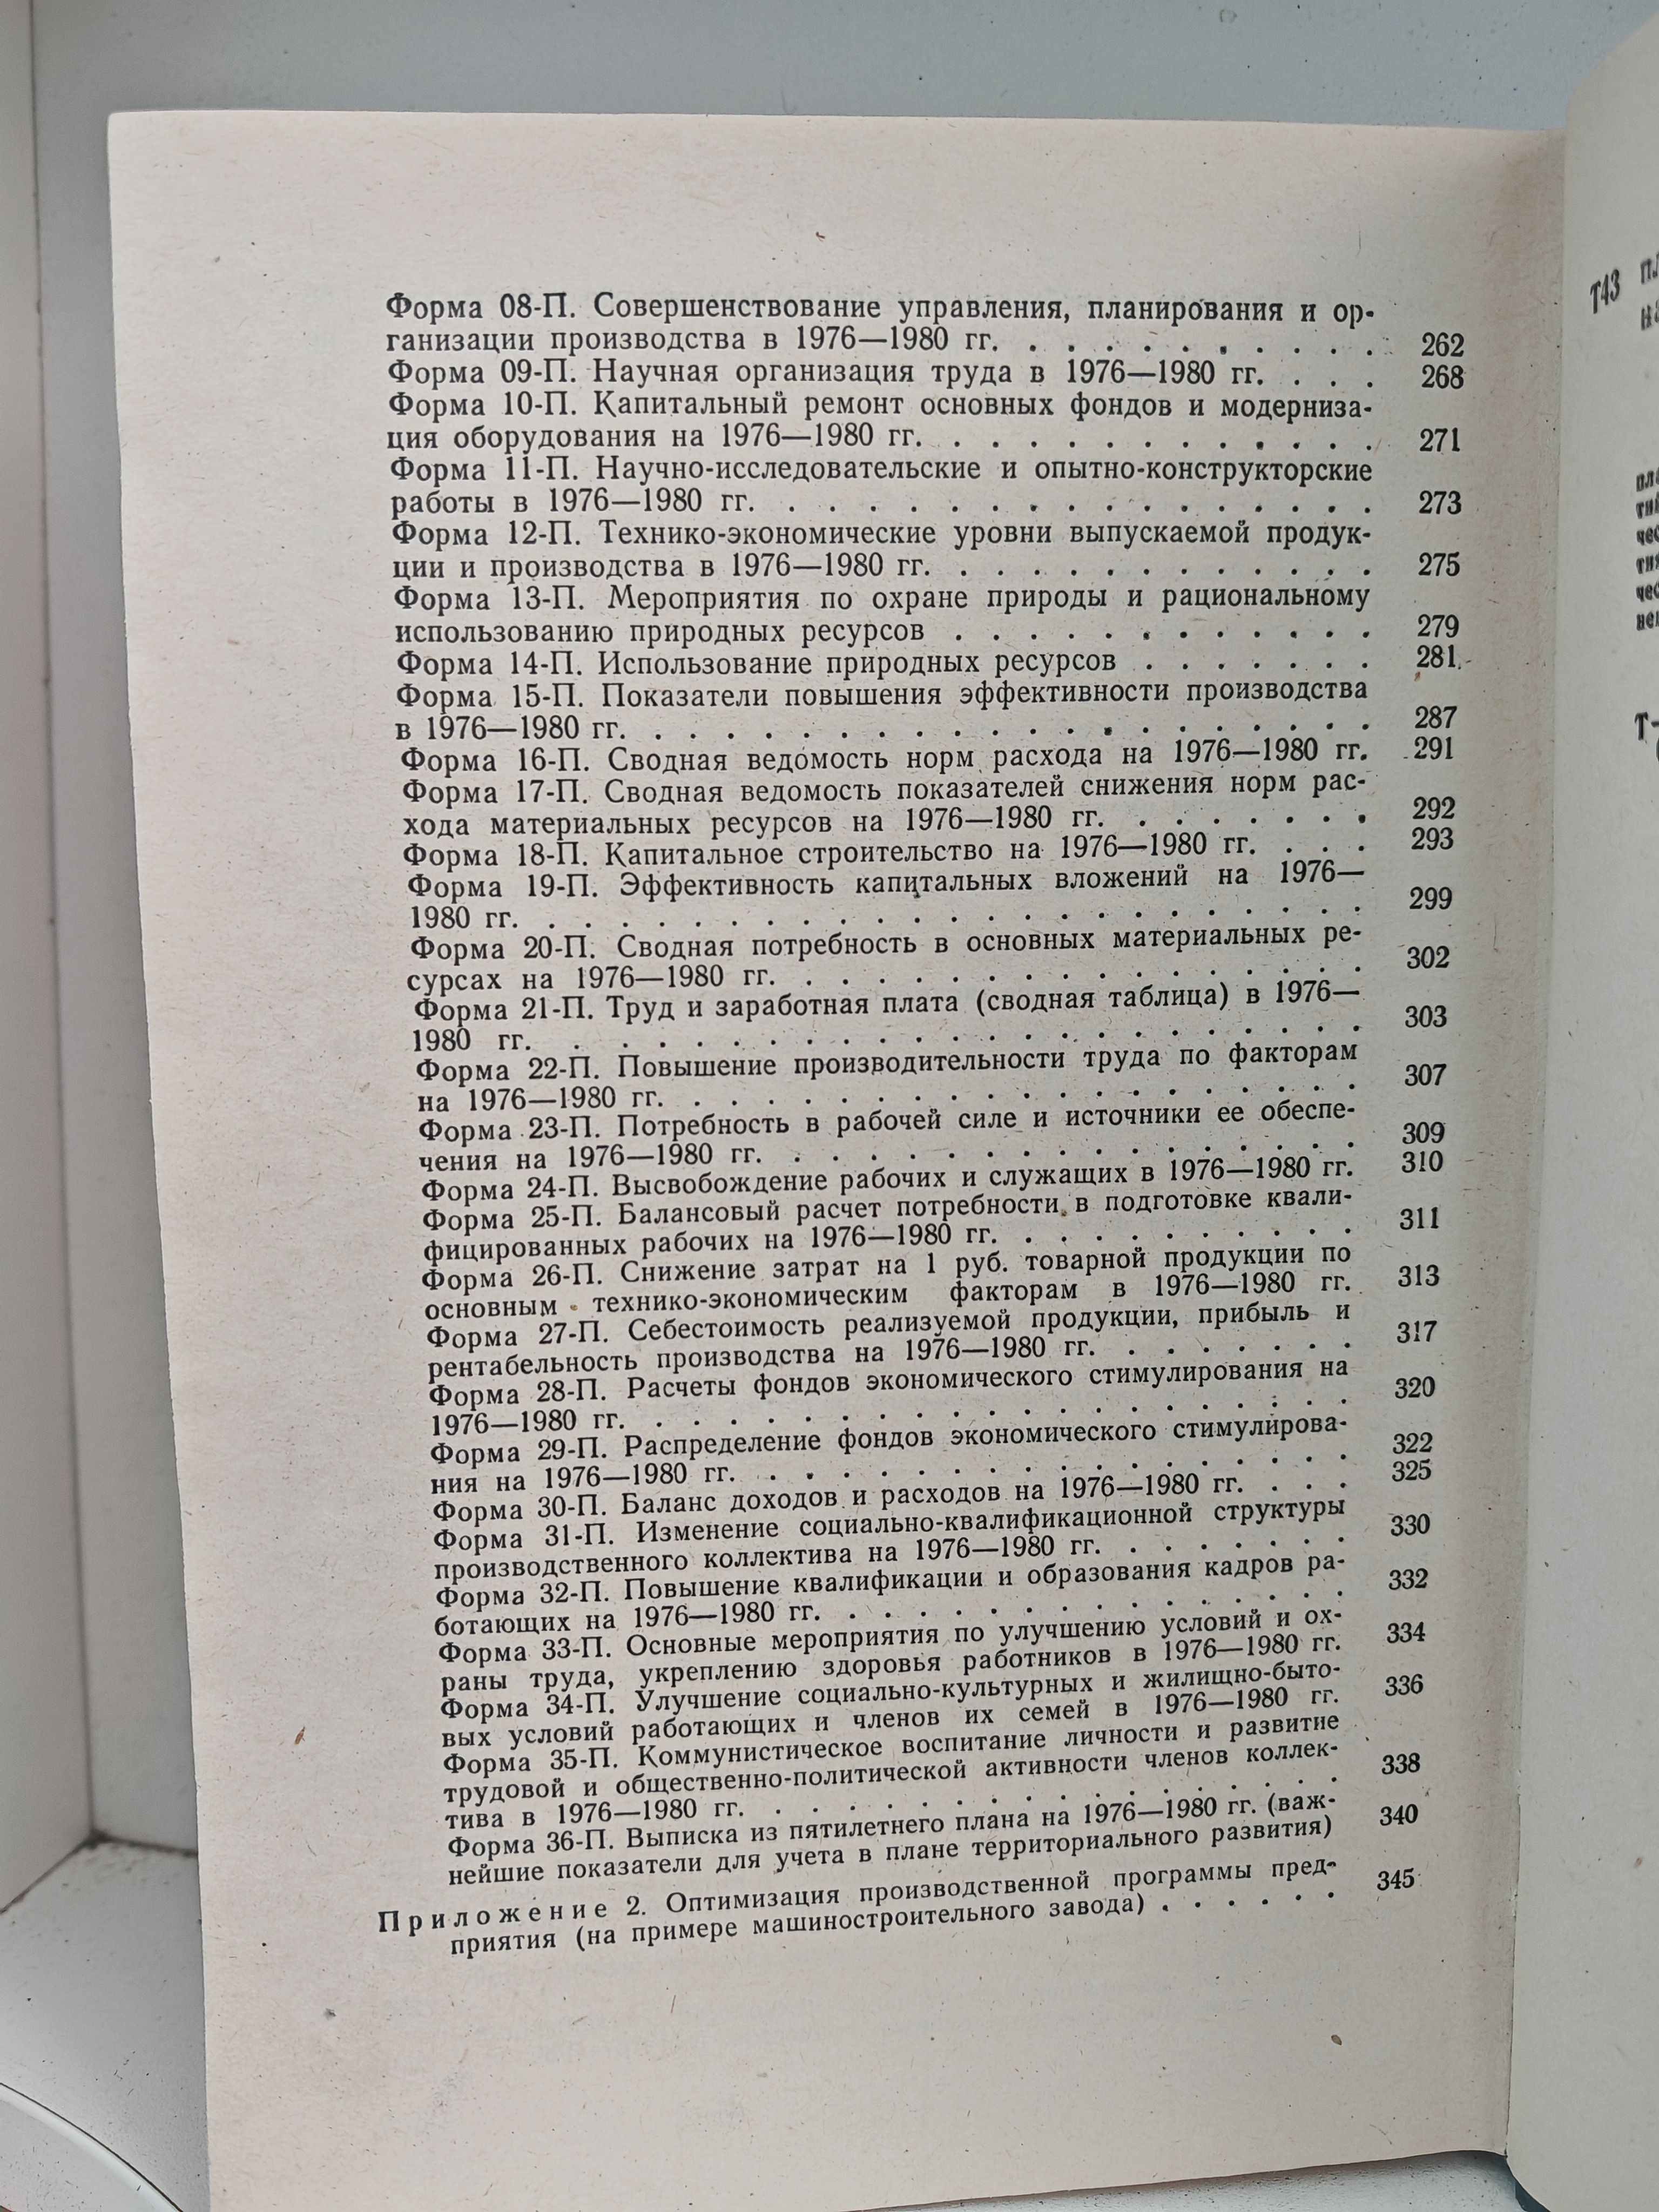 Форма 08-П. Совершенствование управления, планирования и ор-
ганизации производства в 1976—1980 гг. . . . . . . . . . . . 262
Форма 09-П. Научная организация труда в 1976—1980 гг. . . . 268
Форма 10-П. Капитальный ремонт основных фондов и модерниза-
ция оборудования на 1976—1980 гг. . . . . . . . . . . . . . 271
Форма 11-П. Научно-исследовательские и опытно-конструкторские
работы в 1976—1980 гг. . . . . . . . . . . . . . . . . . 273
Форма 12-П. Технико-экономические уровни выпускаемой продук-
ции и производства в 1976—1980 гг. . . . . . . . . . . . . 275
Форма 13-П. Мероприятия по охране природы и рациональному
использованию природных ресурсов . . . . . . . . . . . . . 279
Форма 14-П. Использование природных ресурсов . . . . . . . 281
Форма 15-П. Показатели повышения эффективности производства
в 1976—1980 гг. . . . . . . . . . . . . . . . . . . . . 287
Форма 16-П. Сводная ведомость норм расхода на 1976—1980 гг. 291
Форма 17-П. Сводная ведомость показателей снижения норм рас-
хода материальных ресурсов на 1976—1980 гг. . . . . . . . 292
Форма 18-П. Капитальное строительство на 1976—1980 гг. . . . 293
Форма 19-П. Эффективность капитальных вложений на 1976—
1980 гг. . . . . . . . . . . . . . . . . . . . . . . . . 299
Форма 20-П. Сводная потребность в основных материальных ре-
сурсах на 1976—1980 гг. . . . . . . . . . . . . . . . . 302
Форма 21-П. Труд и заработная плата (сводная таблица) в 1976—
1980 гг. . . . . . . . . . . . . . . . . . . . . . . . 303
Форма 22-П. Повышение производительности труда по факторам
на 1976—1980 гг. . . . . . . . . . . . . . . . . . . . 307
Форма 23-П. Потребность в рабочей силе и источники ее обеспе-
чения на 1976—1980 гг. . . . . . . . . . . . . . . . . 309
Форма 24-П. Высвобождение рабочих и служащих в 1976—1980 гг. 310
Форма 25-П. Балансовый расчет потребности в подготовке квали-
фицированных рабочих на 1976—1980 гг. . . . . . . . . . . 311
Форма 26-П. Снижение затрат на 1 руб. товарной продукции по
основным технико-экономическим факторам в 1976—1980 гг. 313
Форма 27-П. Себестоимость реализуемой продукции, прибыль и
рентабельность производства на 1976—1980 гг. . . . . . . . 317
Форма 28-П. Расчеты фондов экономического стимулирования на
1976—1980 гг. . . . . . . . . . . . . . . . . . . . . . 320
Форма 29-П. Распределение фондов экономического стимулирова-
ния на 1976—1980 гг. . . . . . . . . . . . . . . . . . 322
Форма 30-П. Баланс доходов и расходов на 1976—1980 гг. . . . 325
Форма 31-П. Изменение социально-квалификационной структуры
производственного коллектива на 1976—1980 гг. . . . . . . . 330
Форма 32-П. Повышение квалификации и образования кадров ра-
ботающих на 1976—1980 гг. . . . . . . . . . . . . . . . 332
Форма 33-П. Основные мероприятия по улучшению условий и ох-
раны труда, укреплению здоровья работников в 1976—1980 гг. 334
Форма 34-П. Улучшение социально-культурных и жилищно-быто-
вых условий работающих и членов их семей в 1976—1980 гг. 336
Форма 35-П. Коммунистическое воспитание личности и развитие
трудовой и общественно-политической активности членов коллек-
тива в 1976—1980 гг. . . . . . . . . . . . . . . . . . 338
Форма 36-П. Выписка из пятилетнего плана на 1976—1980 гг. (важ-
нейшие показатели для учета в плане территориального развития) 340
Приложение 2. Оптимизация производственной программы пред-
приятия (на примере машиностроительного завода) . . . . . . 345
Т43